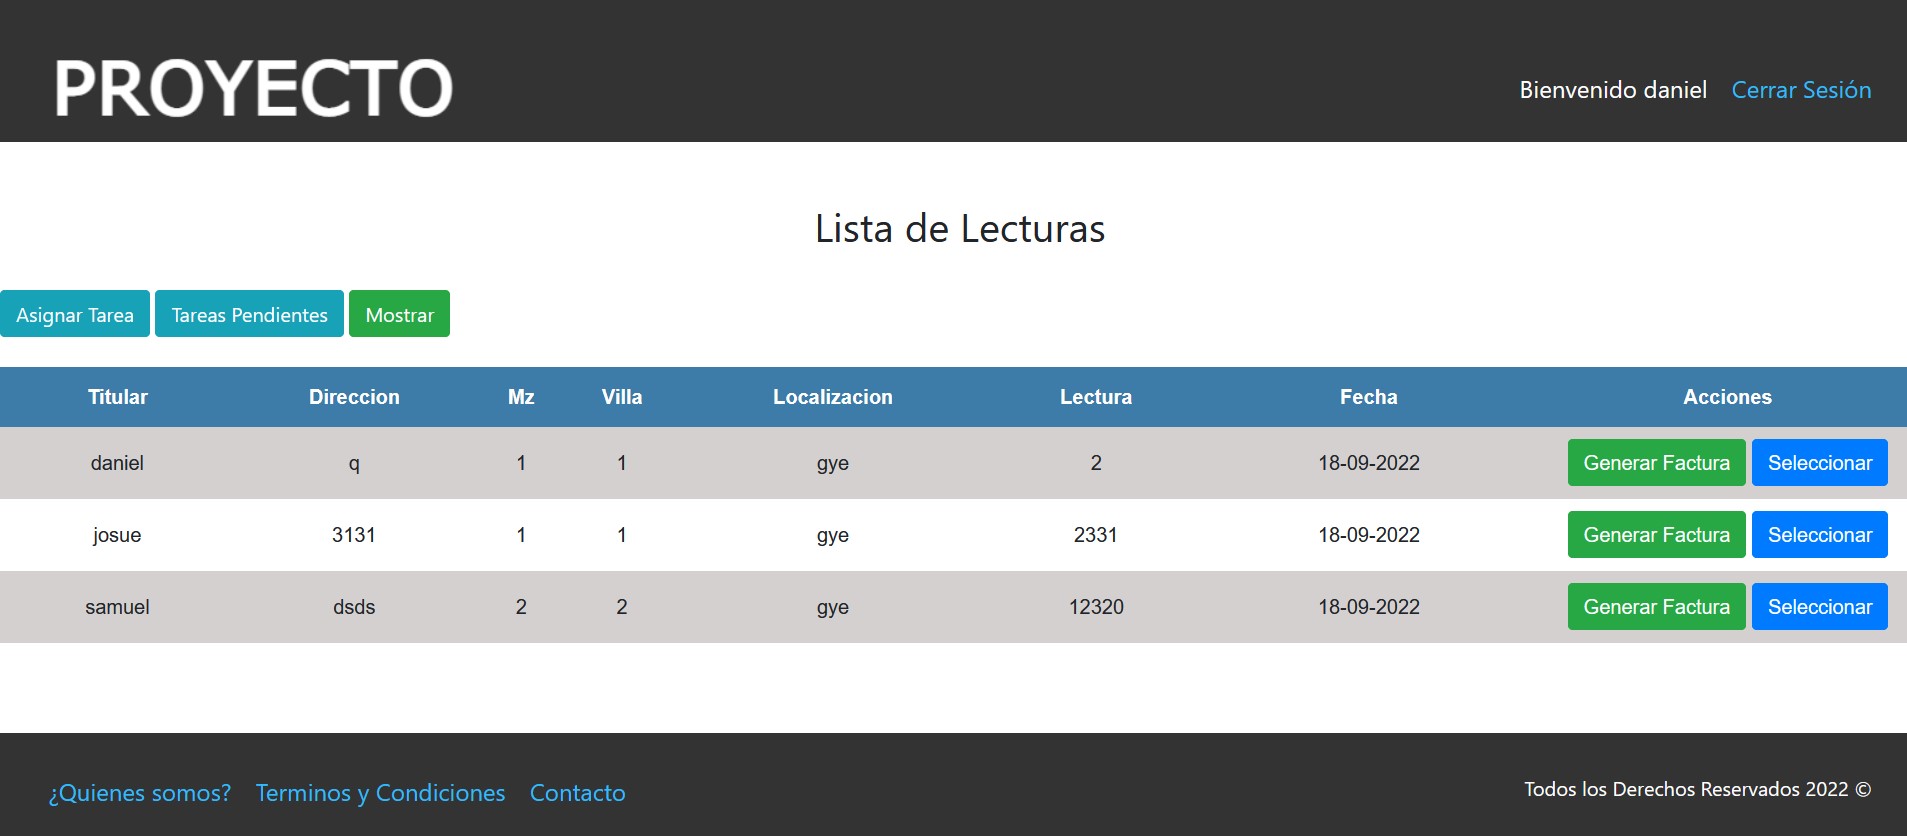 PROYECTO
Bienvenido daniel Cerrar Sesión
Lista de Lecturas
Asignar Tarea Tareas Pendientes Mostrar
Titular Direccion Mz Villa Localizacion Lectura Fecha Acciones
daniel q 1 1 gye 2 18-09-2022 Generar Factura Seleccionar
josue 3131 1 1 gye 2331 18-09-2022 Generar Factura Seleccionar
samuel dsds 2 2 gye 12320 18-09-2022 Generar Factura Seleccionar
¿Quienes somos? Terminos y Condiciones Contacto
Todos los Derechos Reservados 2022 ©